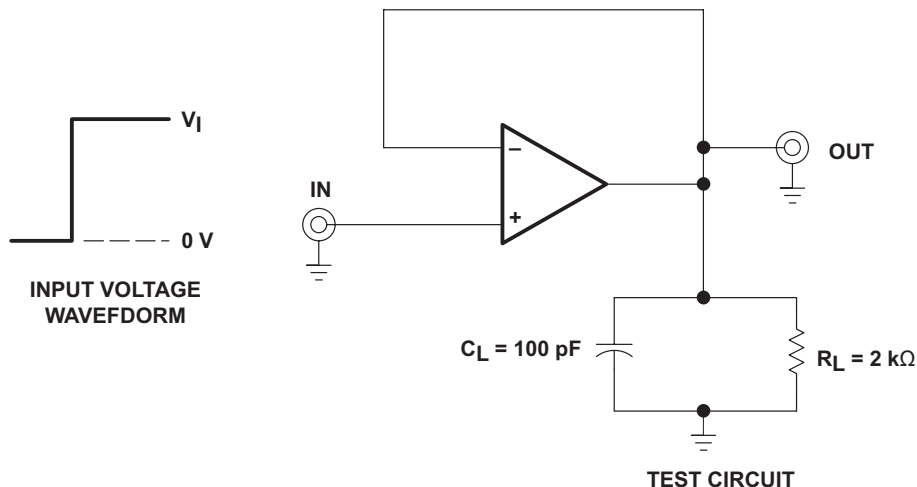 VI
0 V
INPUT VOLTAGE
WAVEFDORM
IN
−
+
OUT
CL = 100 pF
RL = 2 kΩ
TEST CIRCUIT